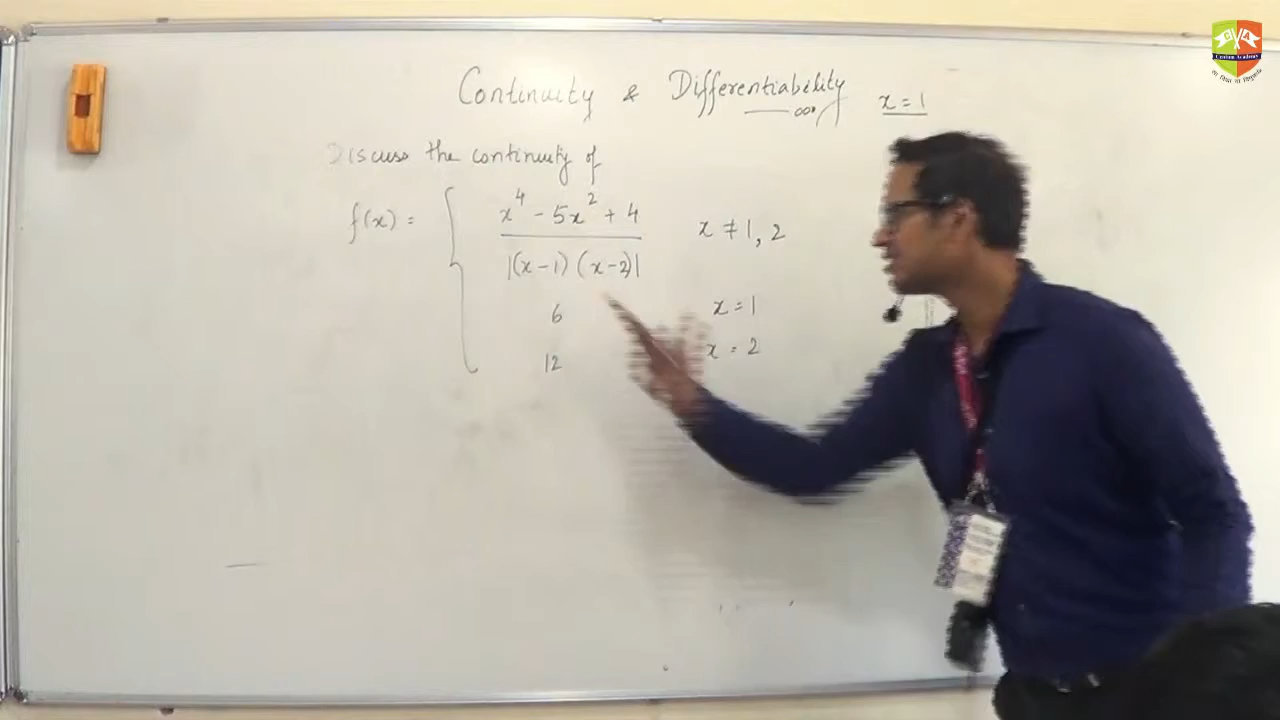 Continuity & Differentiability
x = 1
Discuss the continuity of
f(x) = { x⁴ - 5x² + 4 / |(x - 1) (x - 2)| x ≠ 1, 2
6 x = 1
12 x = 2